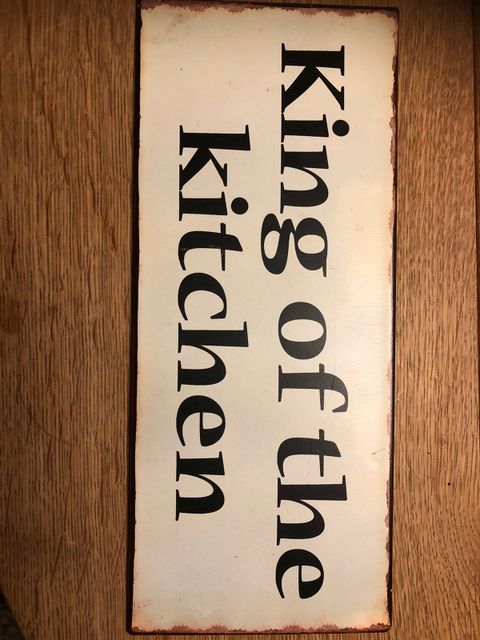 King of the
kitchen